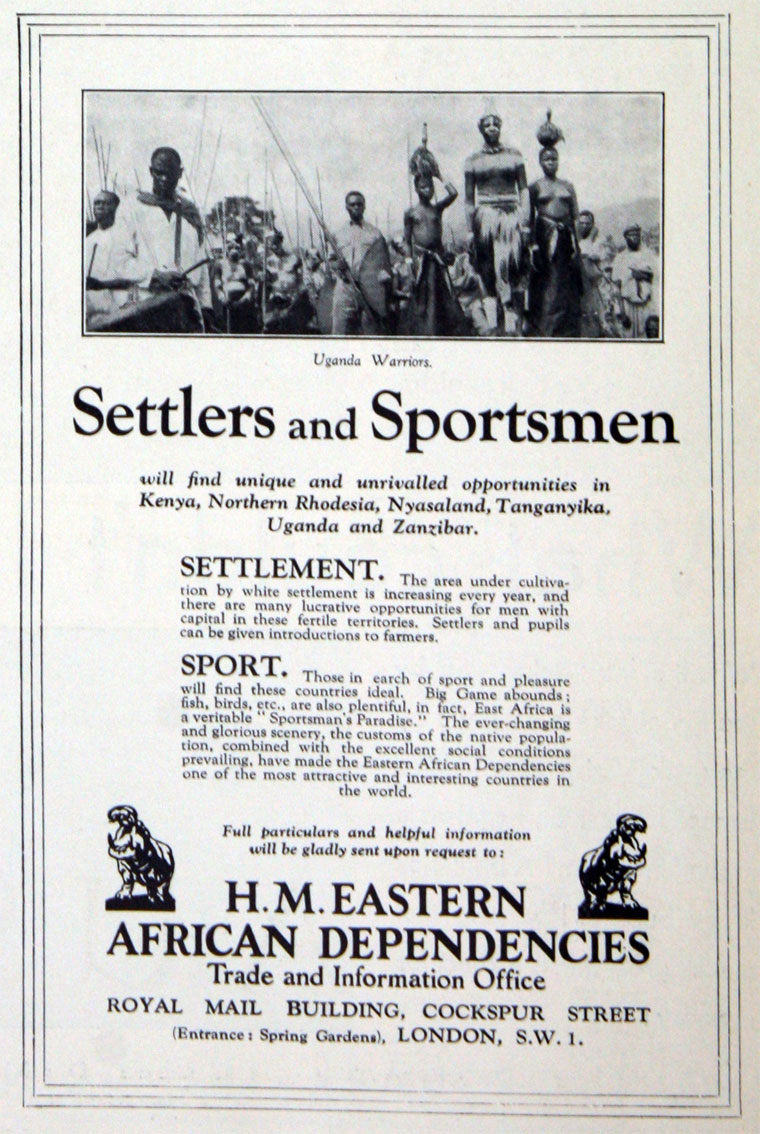 Uganda Warriors.
Settlers and Sportsmen
will find unique and unrivalled opportunities in
Kenya, Northern Rhodesia, Nyasaland, Tanganyika,
Uganda and Zanzibar.
SETTLEMENT. The area under cultiva-
tion by white settlement is increasing every year, and
there are many lucrative opportunities for men with
capital in these fertile territories. Settlers and pupils
can be given introductions to farmers.
SPORT. Those in earch of sport and pleasure
will find these countries ideal. Big Game abounds;
fish, birds, etc., are also plentiful, in fact, East Africa is
a veritable "Sportsman's Paradise." The ever-changing
and glorious scenery, the customs of the native popula-
tion, combined with the excellent social conditions
prevailing, have made the Eastern African Dependencies
one of the most attractive and interesting countries in
the world.
Full particulars and helpful information
will be gladly sent upon request to:
H.M. EASTERN
AFRICAN DEPENDENCIES
Trade and Information Office
ROYAL MAIL BUILDING, COCKSPUR STREET
(Entrance: Spring Gardens), LONDON, S.W. 1.